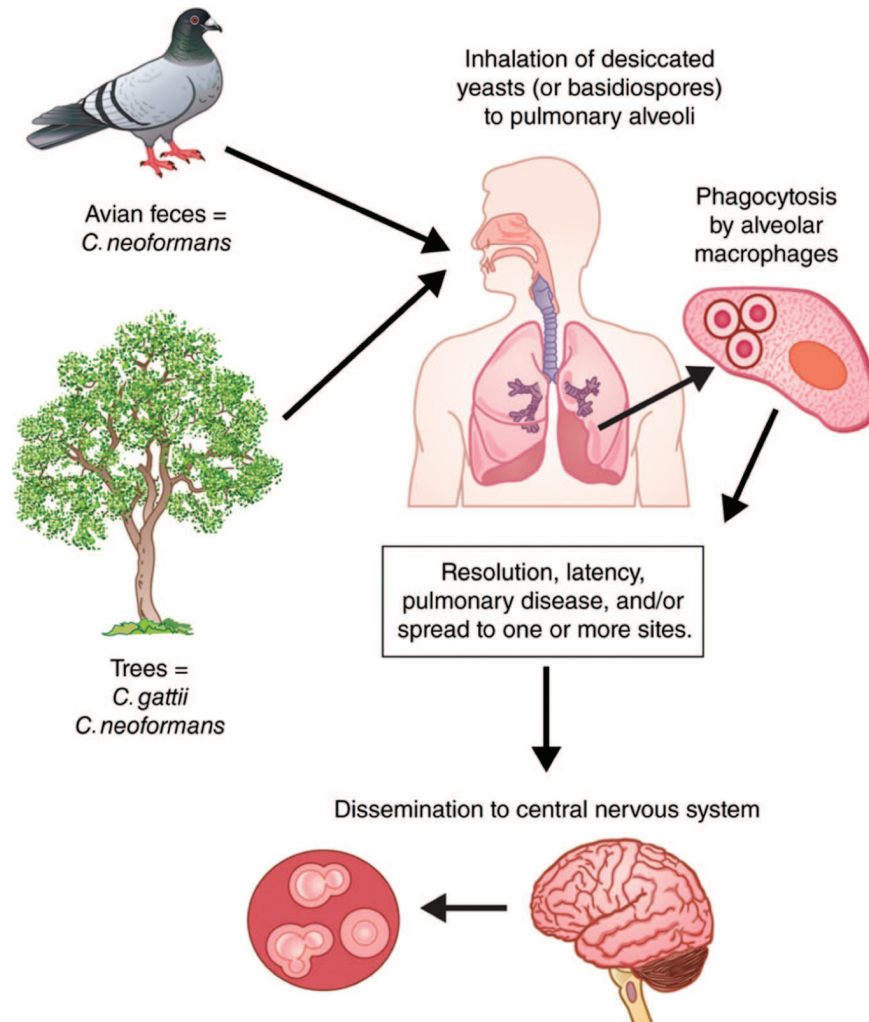 Inhalation of desiccated
yeasts (or basidiospores)
to pulmonary alveoli
Avian feces =
C. neoformans
Phagocytosis
by alveolar
macrophages
Trees =
C. gattii
C. neoformans
Resolution, latency,
pulmonary disease, and/or
spread to one or more sites.
Dissemination to central nervous system